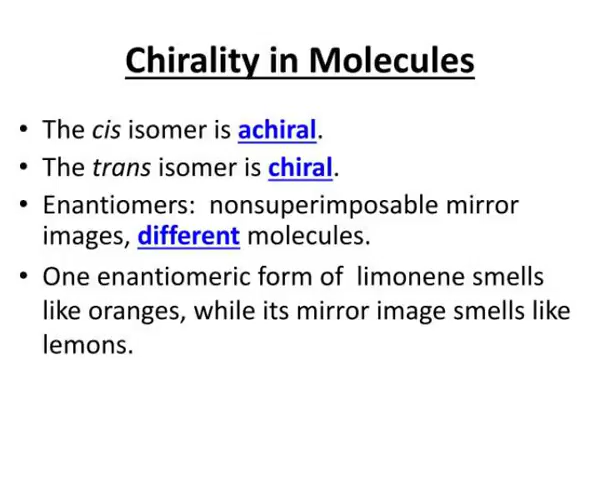 Chirality in Molecules
• The cis isomer is achiral.
• The trans isomer is chiral.
• Enantiomers:  nonsuperimposable mirror
images, different molecules.
• One enantiomeric form of  limonene smells
like oranges, while its mirror image smells like
lemons.